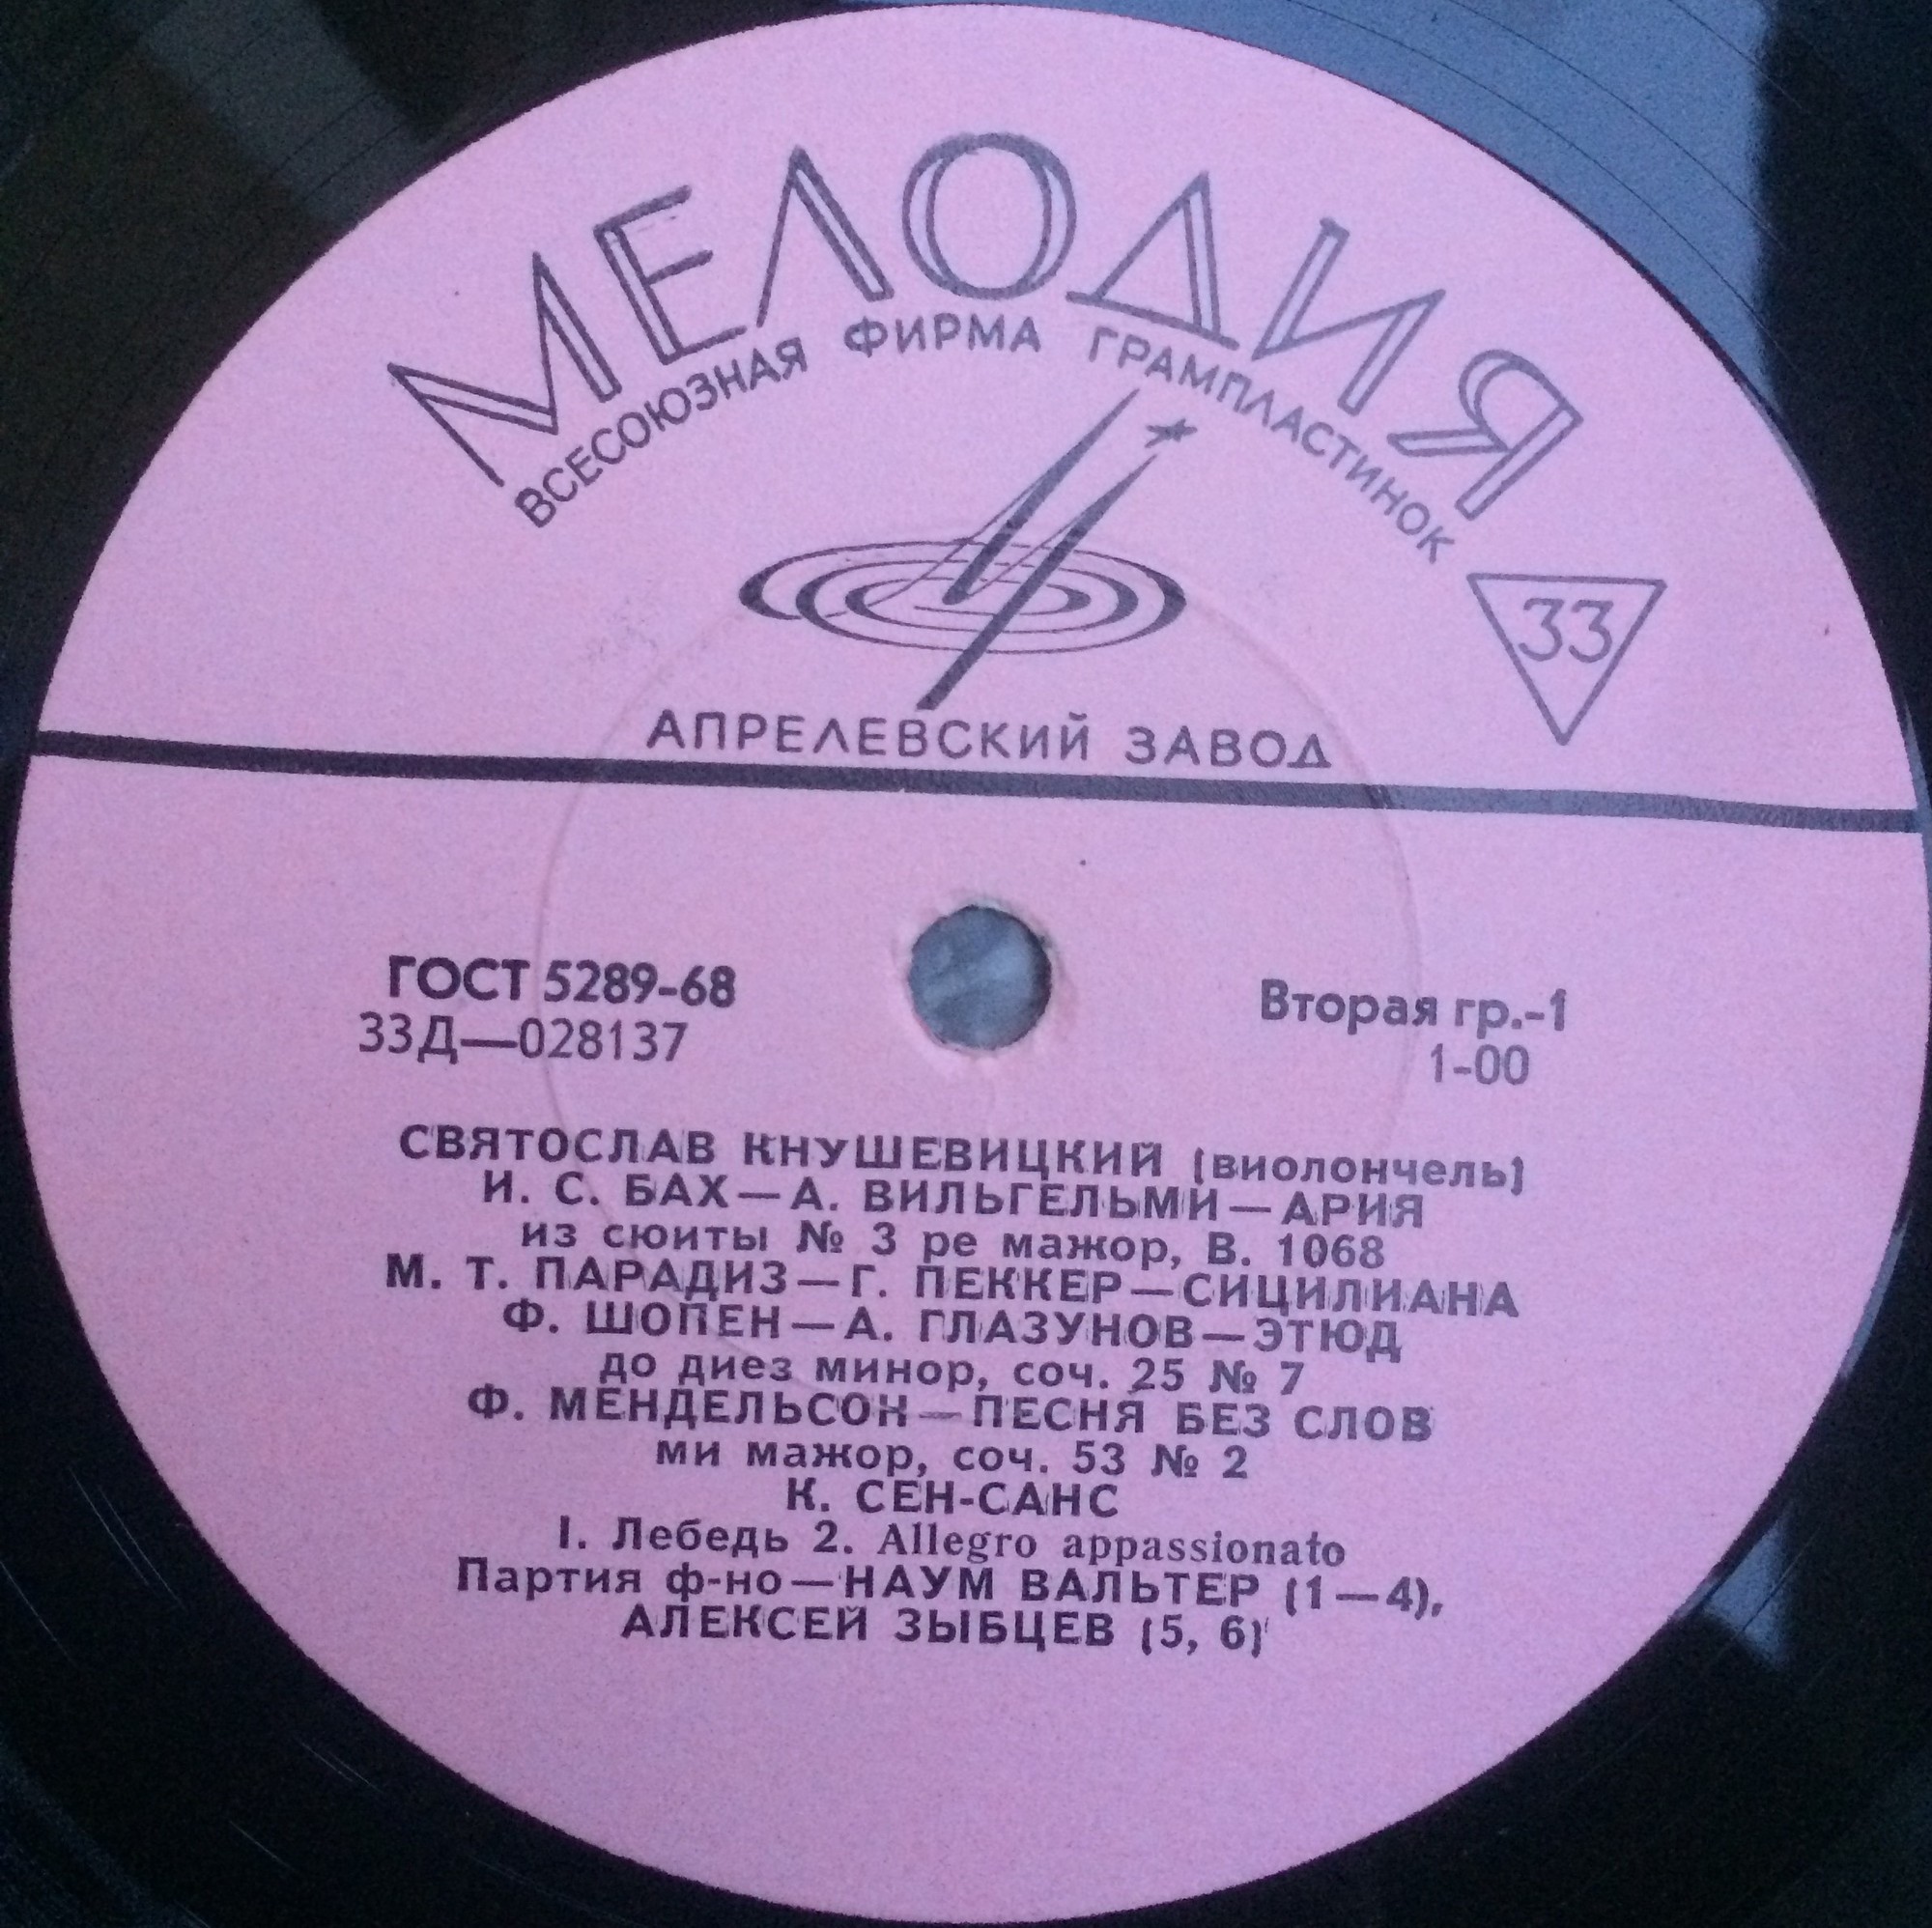 МЕЛОДИЯ
ВСЕСОЮЗНАЯ ФИРМА ГРАМПЛАСТИНОК
33
АПРЕЛЕВСКИЙ ЗАВОД
ГОСТ 5289-68
33Д—028137
Вторая гр.-1
1-00
СВЯТОСЛАВ КНУШЕВИЦКИЙ (виолончель)
И. С. БАХ—А. ВИЛЬГЕЛЬМИ—АРИЯ
из сюиты № 3 ре мажор, В. 1068
М. Т. ПАРАДИЗ—Г. ПЕККЕР—СИЦИЛИАНА
Ф. ШОПЕН—А. ГЛАЗУНОВ—ЭТЮД
до диез минор, соч. 25 № 7
Ф. МЕНДЕЛЬСОН—ПЕСНЯ БЕЗ СЛОВ
ми мажор, соч. 53 № 2
К. СЕН-САНС
I. Лебедь 2. Allegro appassionato
Партия ф-но—НАУМ ВАЛЬТЕР (1—4),
АЛЕКСЕЙ ЗЫБЦЕВ (5, 6)